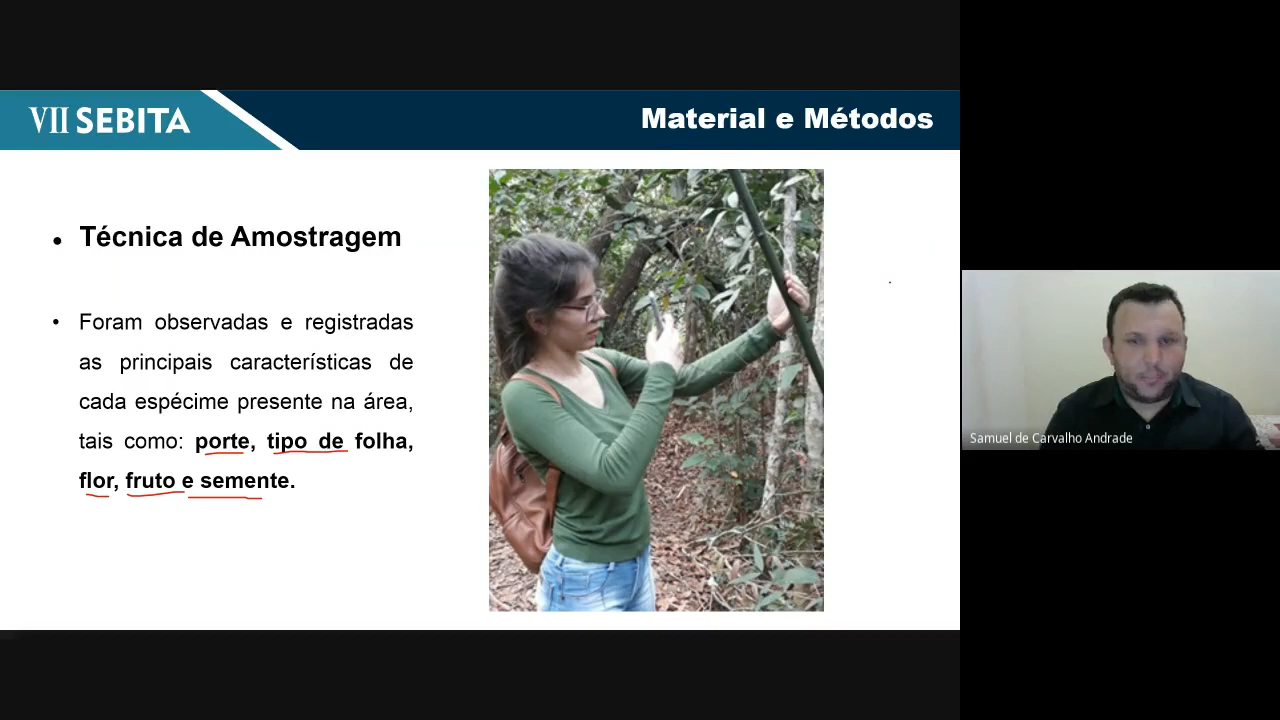 VII SEBITA
Material e Métodos
• Técnica de Amostragem
• Foram observadas e registradas
as principais características de
cada espécime presente na área,
tais como: porte, tipo de folha,
flor, fruto e semente.
Samuel de Carvalho Andrade